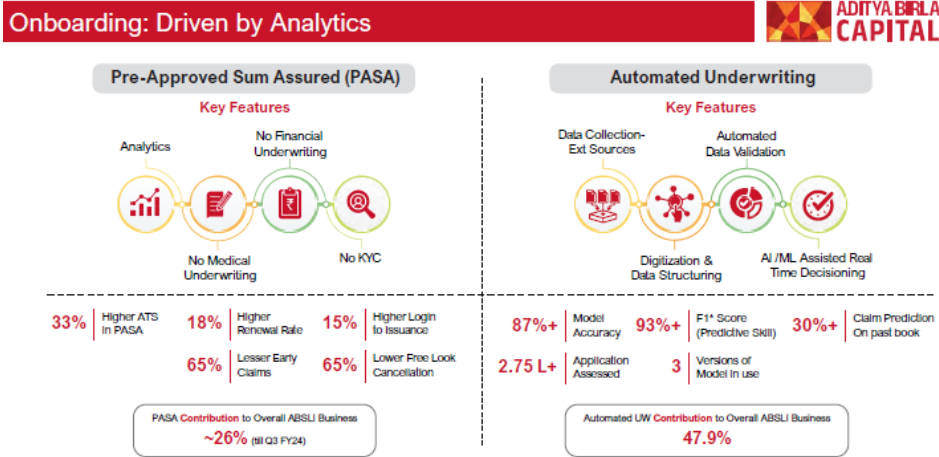 Onboarding: Driven by Analytics
ADITYA BIRLA
CAPITAL
Pre-Approved Sum Assured (PASA)
Key Features
Analytics
No Financial
Underwriting
No Medical
Underwriting
No KYC
33%
Higher ATS
in PASA
18%
Higher
Renewal Rate
15%
Higher Login
to Issuance
65%
Lesser Early
Claims
65%
Lower Free Look
Cancellation
PASA Contribution to Overall ABSLI Business
~26% (till Q3 FY24)
Automated Underwriting
Key Features
Data Collection-
Ext Sources
Automated
Data Validation
Digitization &
Data Structuring
AI /ML Assisted Real
Time Decisioning
87%+
Model
Accuracy
93%+
F1* Score
(Predictive Skill)
30%+
Claim Prediction
On past book
2.75 L+
Application
Assessed
3
Versions of
Model in use
Automated UW Contribution to Overall ABSLI Business
47.9%